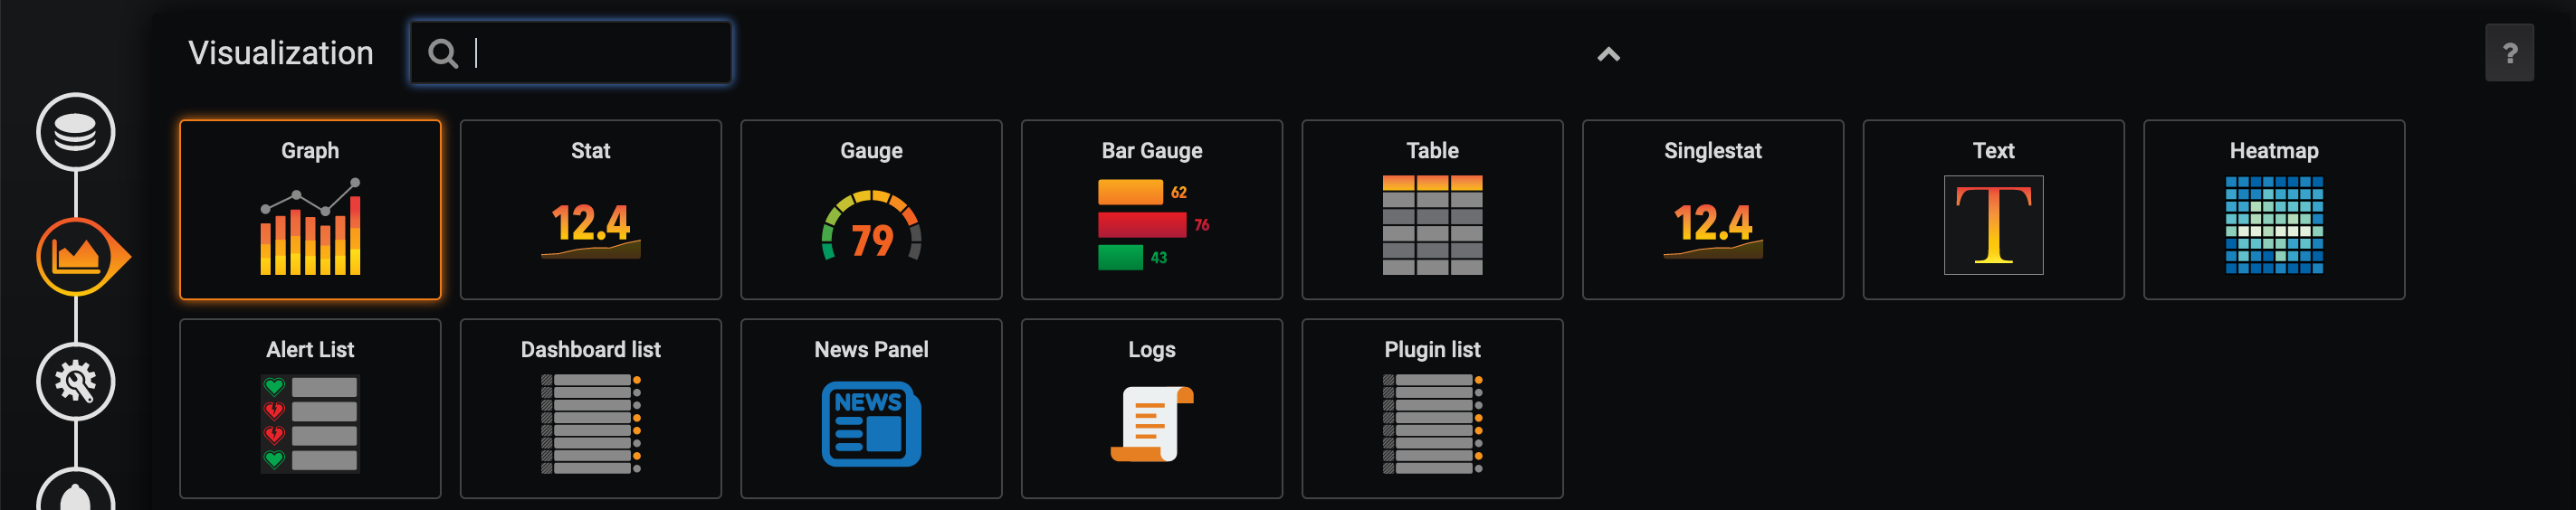 Visualization
?
Graph
Stat
Gauge
Bar Gauge
Table
Singlestat
Text
Heatmap
12.4
79
62
76
43
12.4
T
Alert List
Dashboard list
News Panel
Logs
Plugin list
NEWS